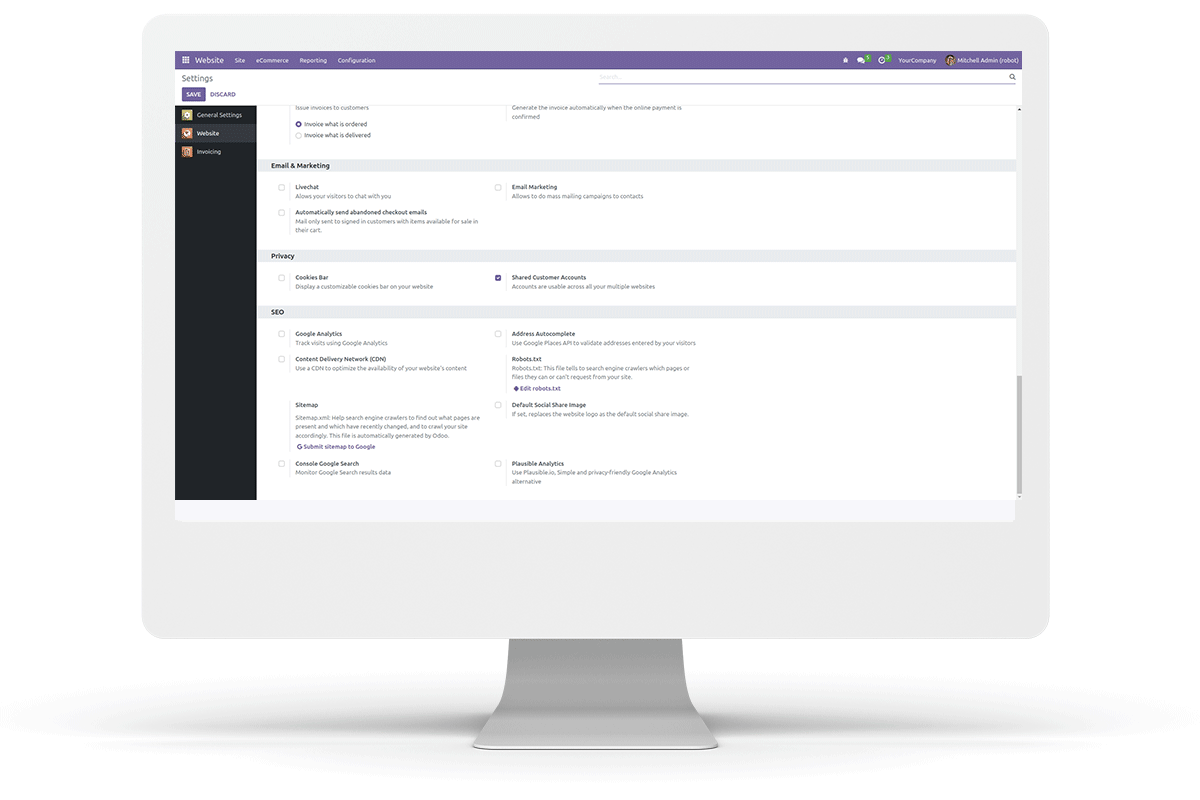 Website Site eCommerce Reporting Configuration 5 7 YourCompany Mitchell Admin (robot)
Settings
Search...
SAVE DISCARD
General Settings
Website
Invoicing
Issue invoices to customers
Invoice what is ordered
Invoice what is delivered
Generate the invoice automatically when the online payment is
confirmed
Email & Marketing
Livechat
Allows your visitors to chat with you
Email Marketing
Allows to do mass mailing campaigns to contacts
Automatically send abandoned checkout emails
Mail only sent to signed in customers with items available for sale in
their cart.
Privacy
Cookies Bar
Display a customizable cookies bar on your website
Shared Customer Accounts
Accounts are usable across all your multiple websites
SEO
Google Analytics
Track visits using Google Analytics
Address Autocomplete
Use Google Places API to validate addresses entered by your visitors
Content Delivery Network (CDN)
Use a CDN to optimize the availability of your website's content
Robots.txt
Robots.txt: This file tells to search engine crawlers which pages or
files they can or can't request from your site.
Edit robots.txt
Sitemap
Sitemap.xml: Help search engine crawlers to find out what pages are
present and which have recently changed, and to crawl your site
accordingly. This file is automatically generated by Odoo.
Submit sitemap to Google
Default Social Share Image
If set, replaces the website logo as the default social share image.
Console Google Search
Monitor Google Search results data
Plausible Analytics
Use Plausible.io, Simple and privacy-friendly Google Analytics
alternative